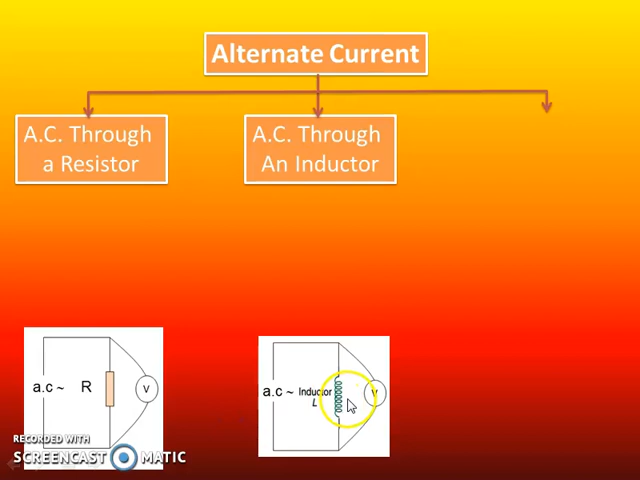 Alternate Current
A.C. Through
a Resistor
A.C. Through
An Inductor
a.c ~ R
V
a.c ~ Inductor
L
V
RECORDED WITH
SCREENCAST MATIC